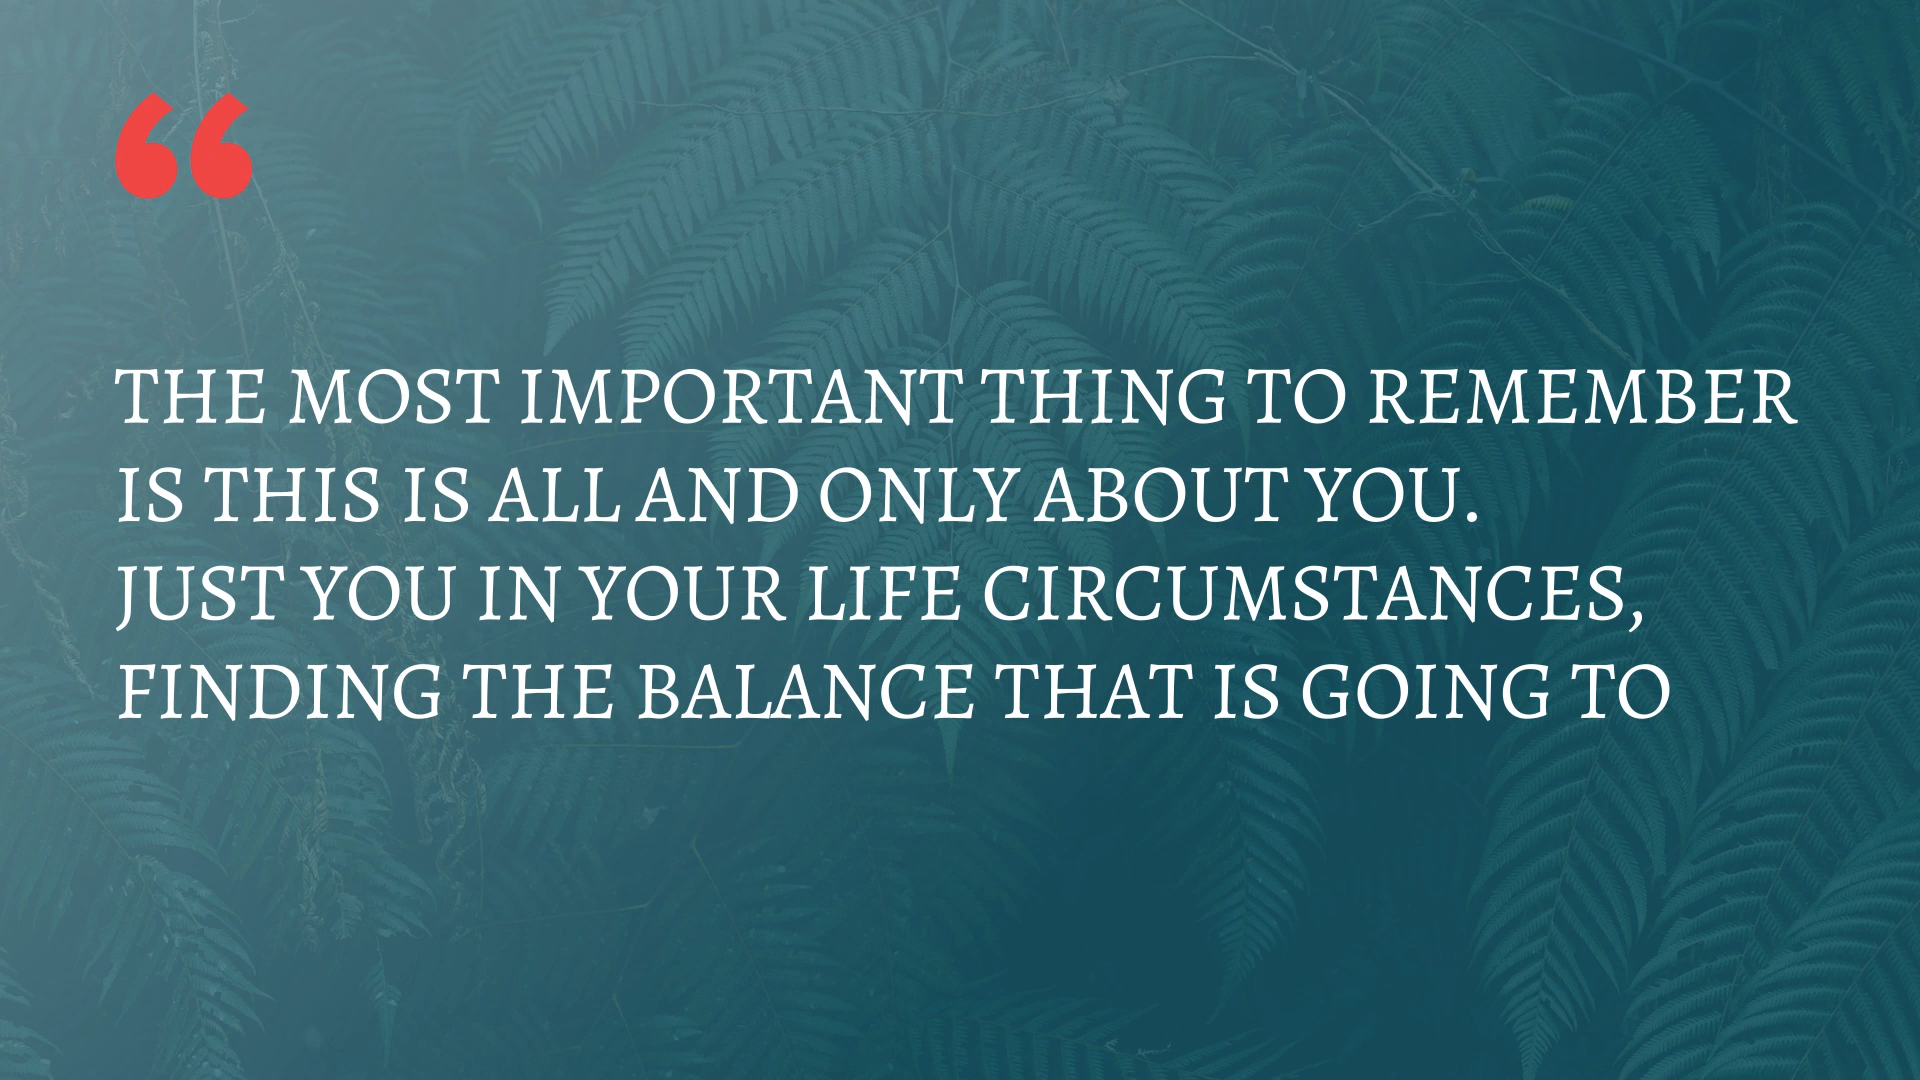 “
THE MOST IMPORTANT THING TO REMEMBER
IS THIS IS ALL AND ONLY ABOUT YOU.
JUST YOU IN YOUR LIFE CIRCUMSTANCES,
FINDING THE BALANCE THAT IS GOING TO